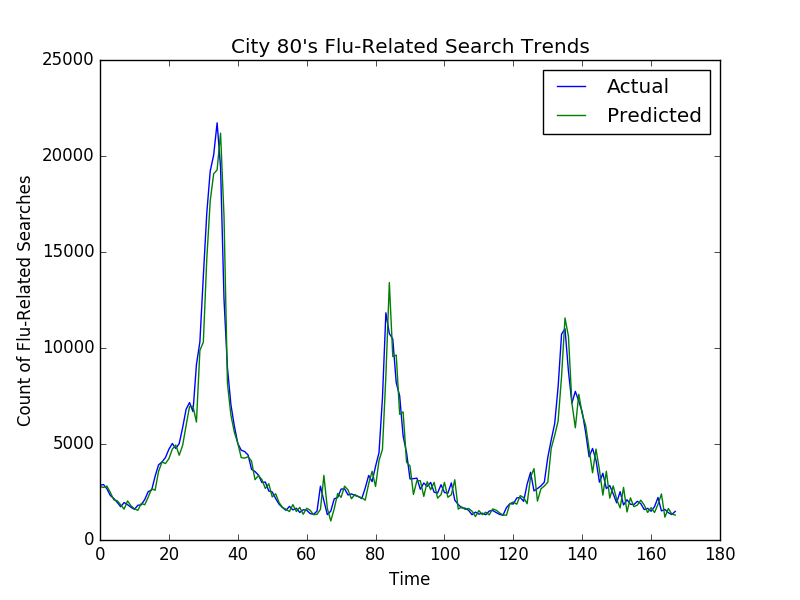 City 80's Flu-Related Search Trends
25000
20000
15000
10000
5000
0
Count of Flu-Related Searches
Actual
Predicted
0 20 40 60 80 100 120 140 160 180
Time